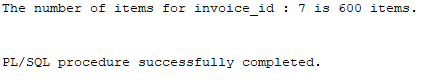 The number of items for invoice_id : 7 is 600 items.
PL/SQL procedure successfully completed.